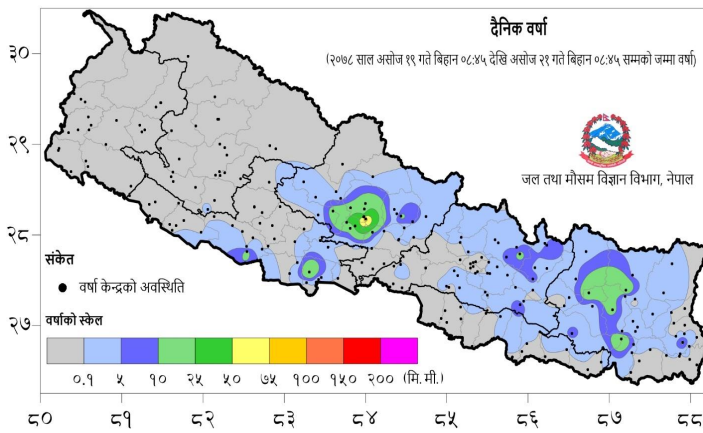 दैनिक वर्षा
(२०७८ साल असोज १९ गते बिहान ०८:४५ देखि असोज २१ गते बिहान ०८:४५ सम्मको जम्मा वर्षा)
जल तथा मौसम विज्ञान विभाग, नेपाल
३०
२९
२८
२७
संकेत
वर्षा केन्द्रको अवस्थिति
वर्षाको स्केल
०.१ ५ १० २५ ५० ७५ १०० १५० २०० (मि. मी.)
८० ८१ ८२ ८३ ८४ ८५ ८६ ८७ ८८